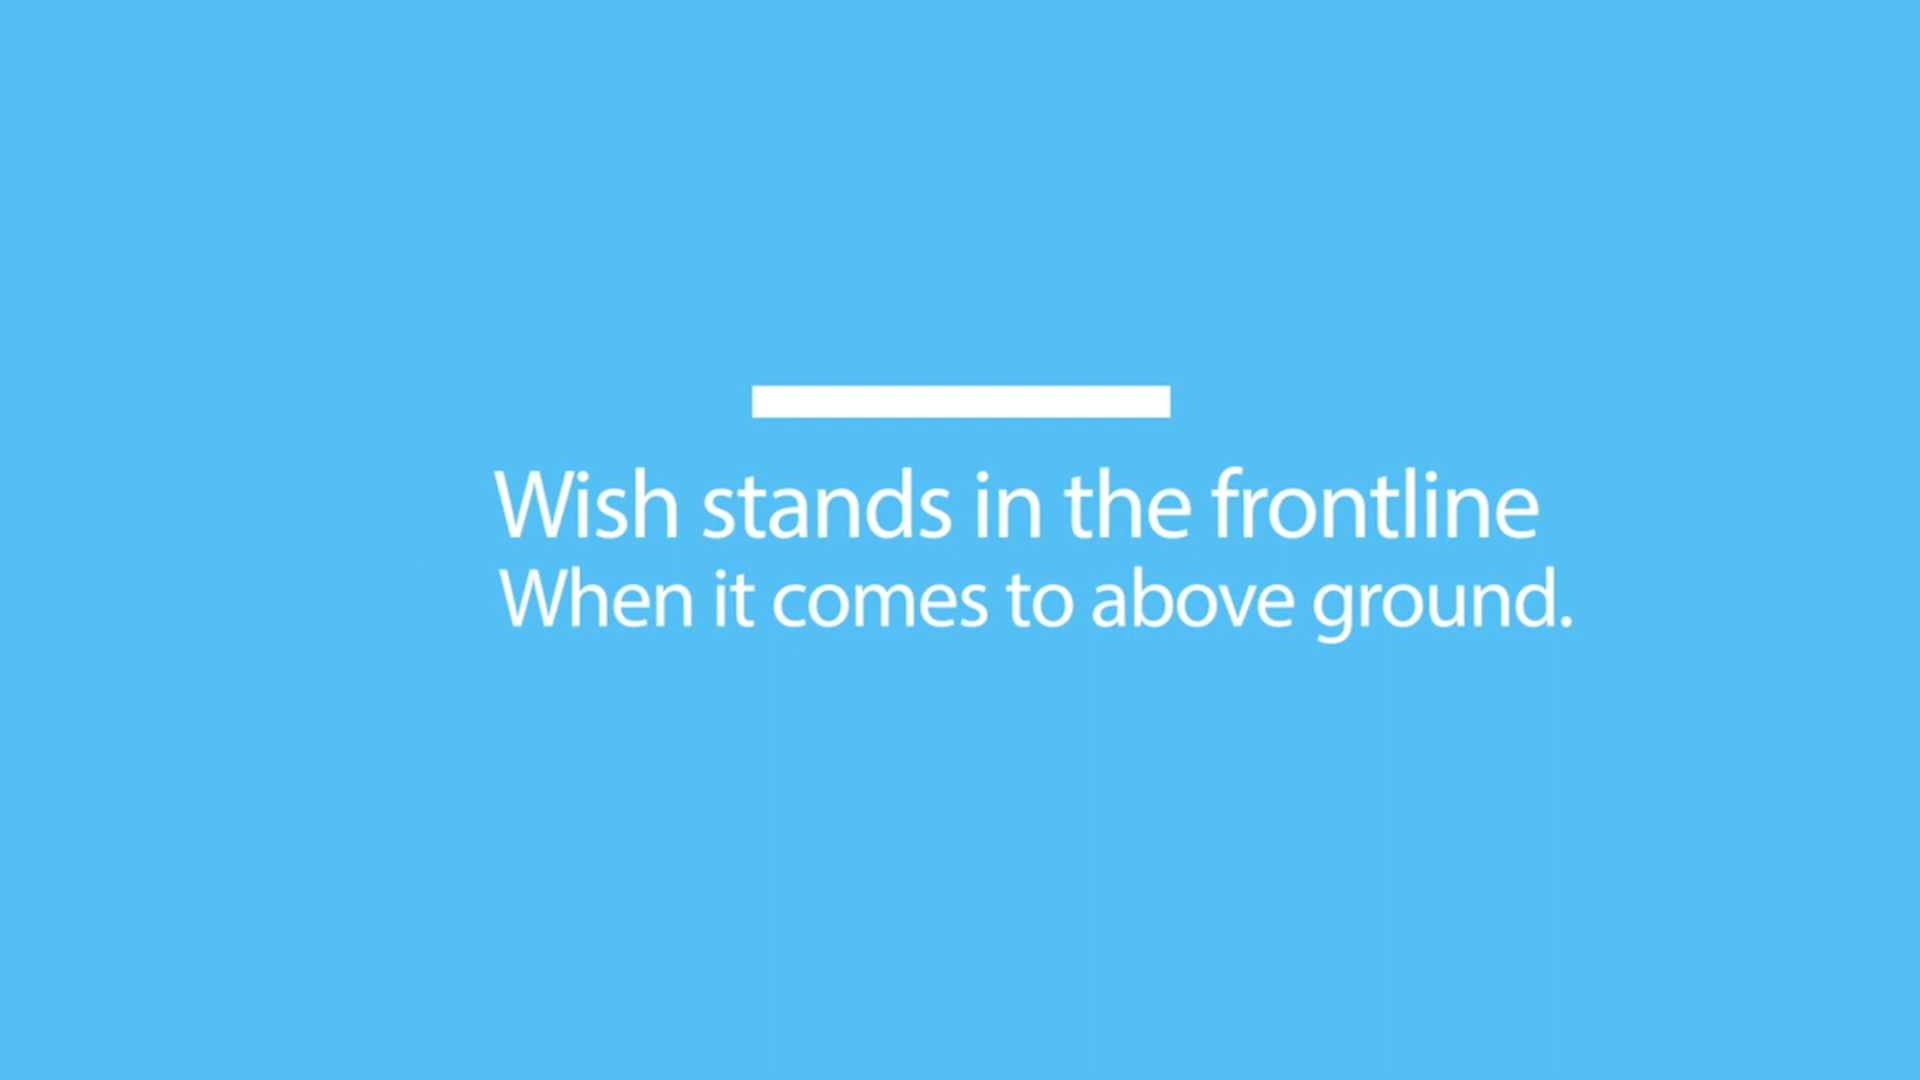 Wish stands in the frontline
When it comes to above ground.